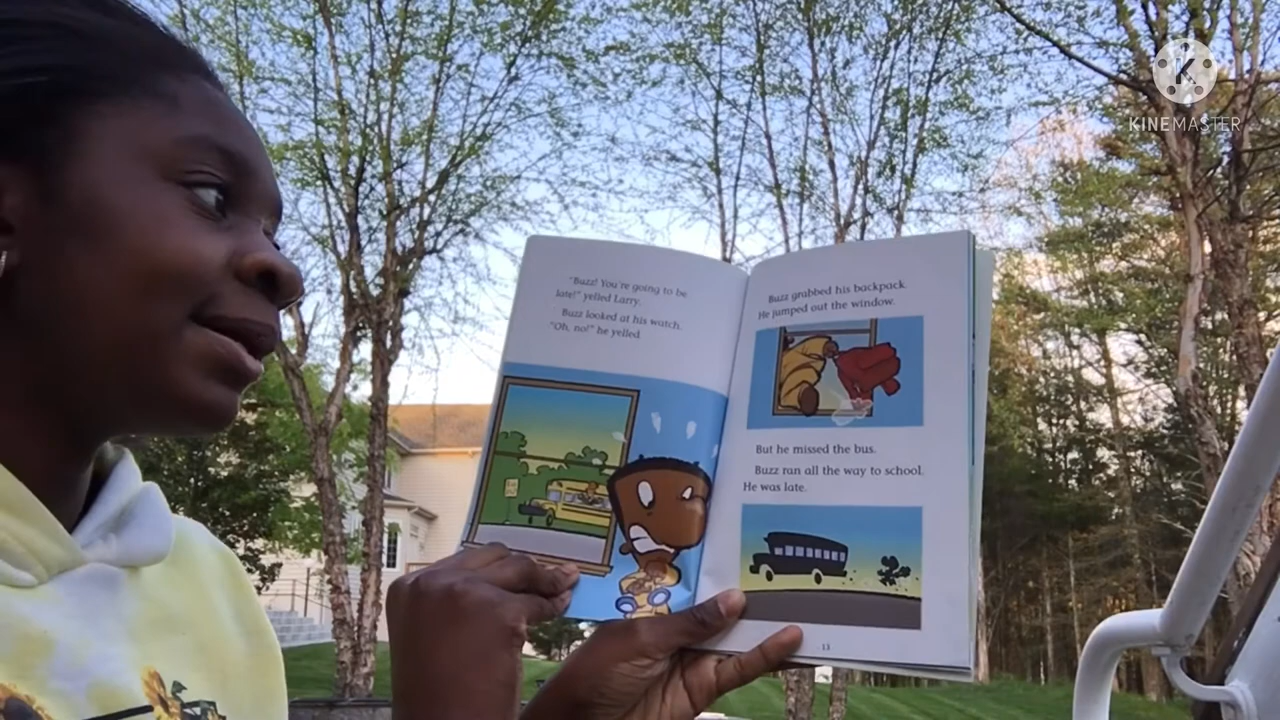 K
KINEMASTER
"Buzz! You're going to be
late!" yelled Larry.
Buzz looked at his watch.
"Oh, no!" he yelled.
Buzz grabbed his backpack.
He jumped out the window.
But he missed the bus.
Buzz ran all the way to school.
He was late.
13